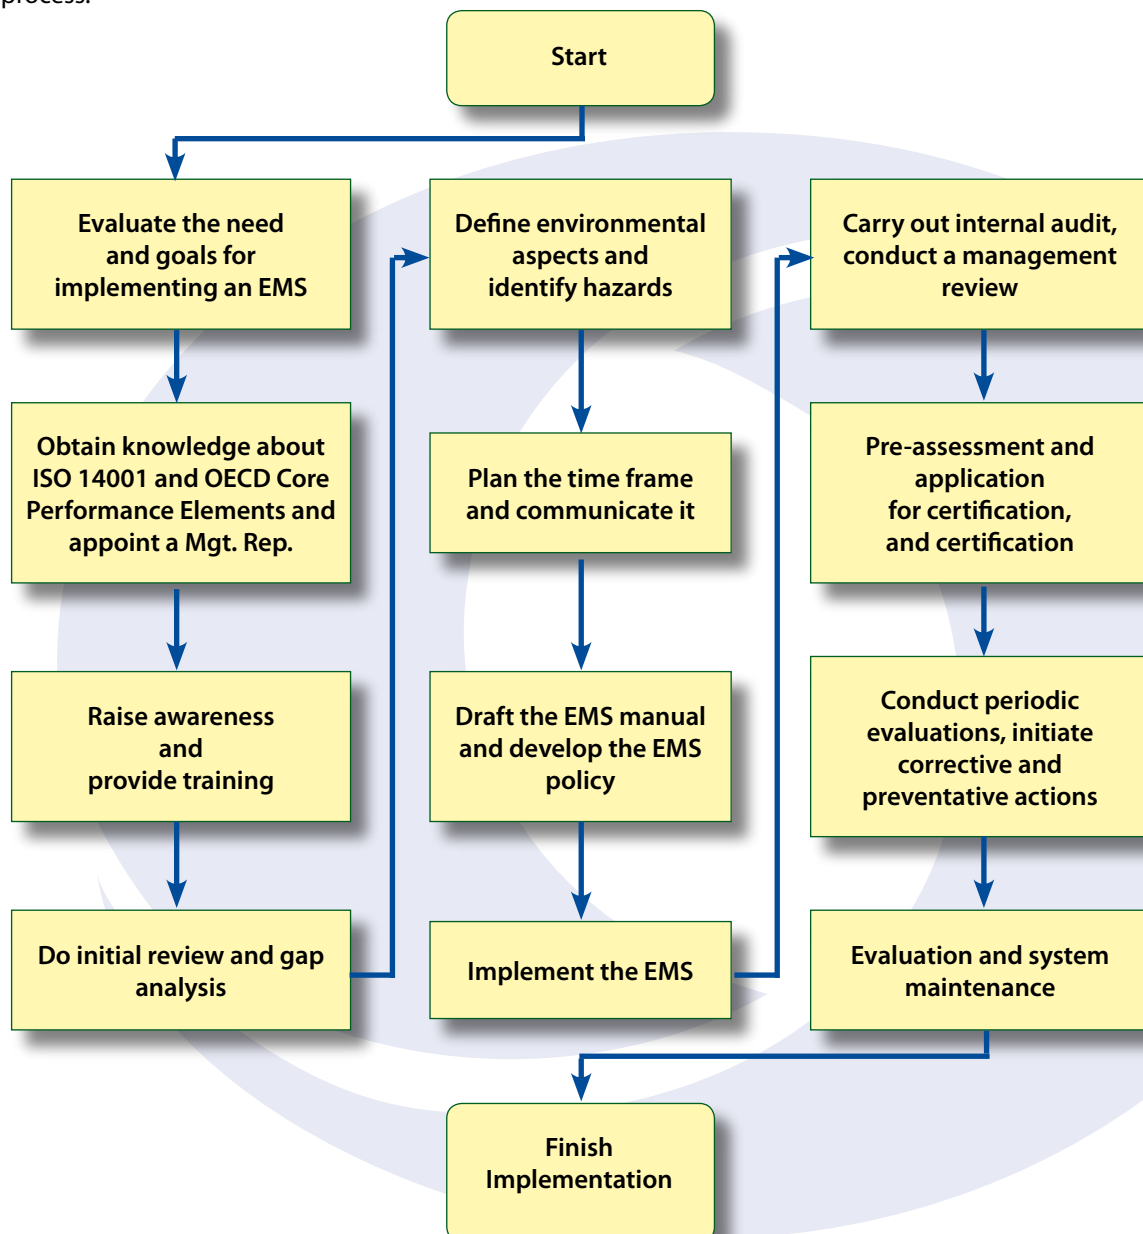 process.
Start
Evaluate the need
and goals for
implementing an EMS
Obtain knowledge about
ISO 14001 and OECD Core
Performance Elements and
appoint a Mgt. Rep.
Raise awareness
and
provide training
Do initial review and gap
analysis
Define environmental
aspects and
identify hazards
Plan the time frame
and communicate it
Draft the EMS manual
and develop the EMS
policy
Implement the EMS
Carry out internal audit,
conduct a management
review
Pre-assessment and
application
for certification,
and certification
Conduct periodic
evaluations, initiate
corrective and
preventative actions
Evaluation and system
maintenance
Finish
Implementation